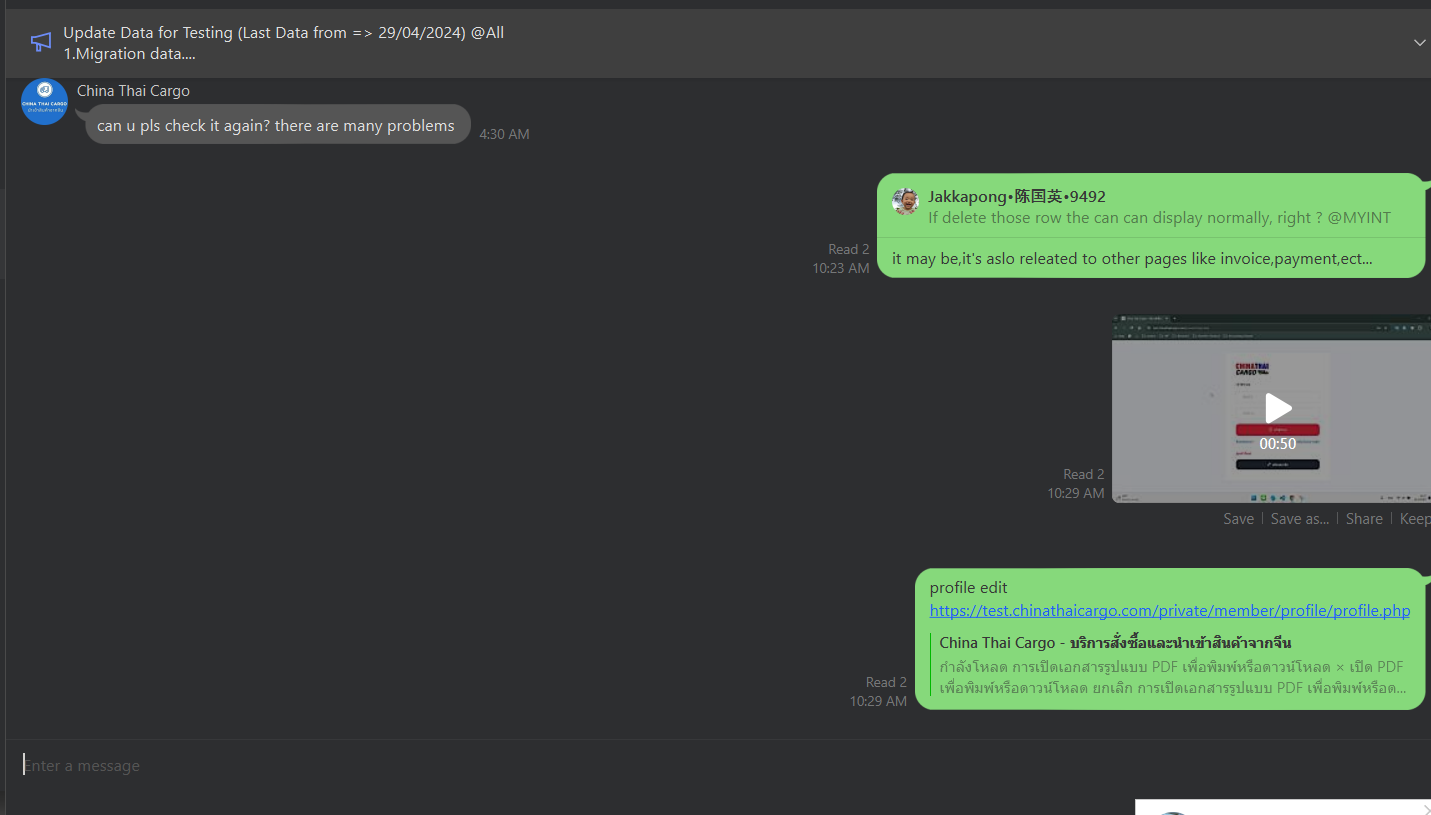 Update Data for Testing (Last Data from => 29/04/2024) @All
1.Migration data....
China Thai Cargo
can u pls check it again? there are many problems
4:30 AM
Jakkapong•陈国英•9492
If delete those row the can can display normally, right ? @MYINT
it may be,it's aslo releated to other pages like invoice,payment,ect...
Read 2
10:23 AM
CHINATHAI
CARGO
00:50
Read 2
10:29 AM
Save | Save as... | Share | Keep
profile edit
https://test.chinathaicargo.com/private/member/profile/profile.php
China Thai Cargo - บริการสั่งซื้อและนำเข้าสินค้าจากจีน
กำลังโหลด การเปิดเอกสารรูปแบบ PDF เพื่อพิมพ์หรือดาวน์โหลด × เปิด PDF
เพื่อพิมพ์หรือดาวน์โหลด ยกเลิก การเปิดเอกสารรูปแบบ PDF เพื่อพิมพ์หรือด...
Read 2
10:29 AM
Enter a message